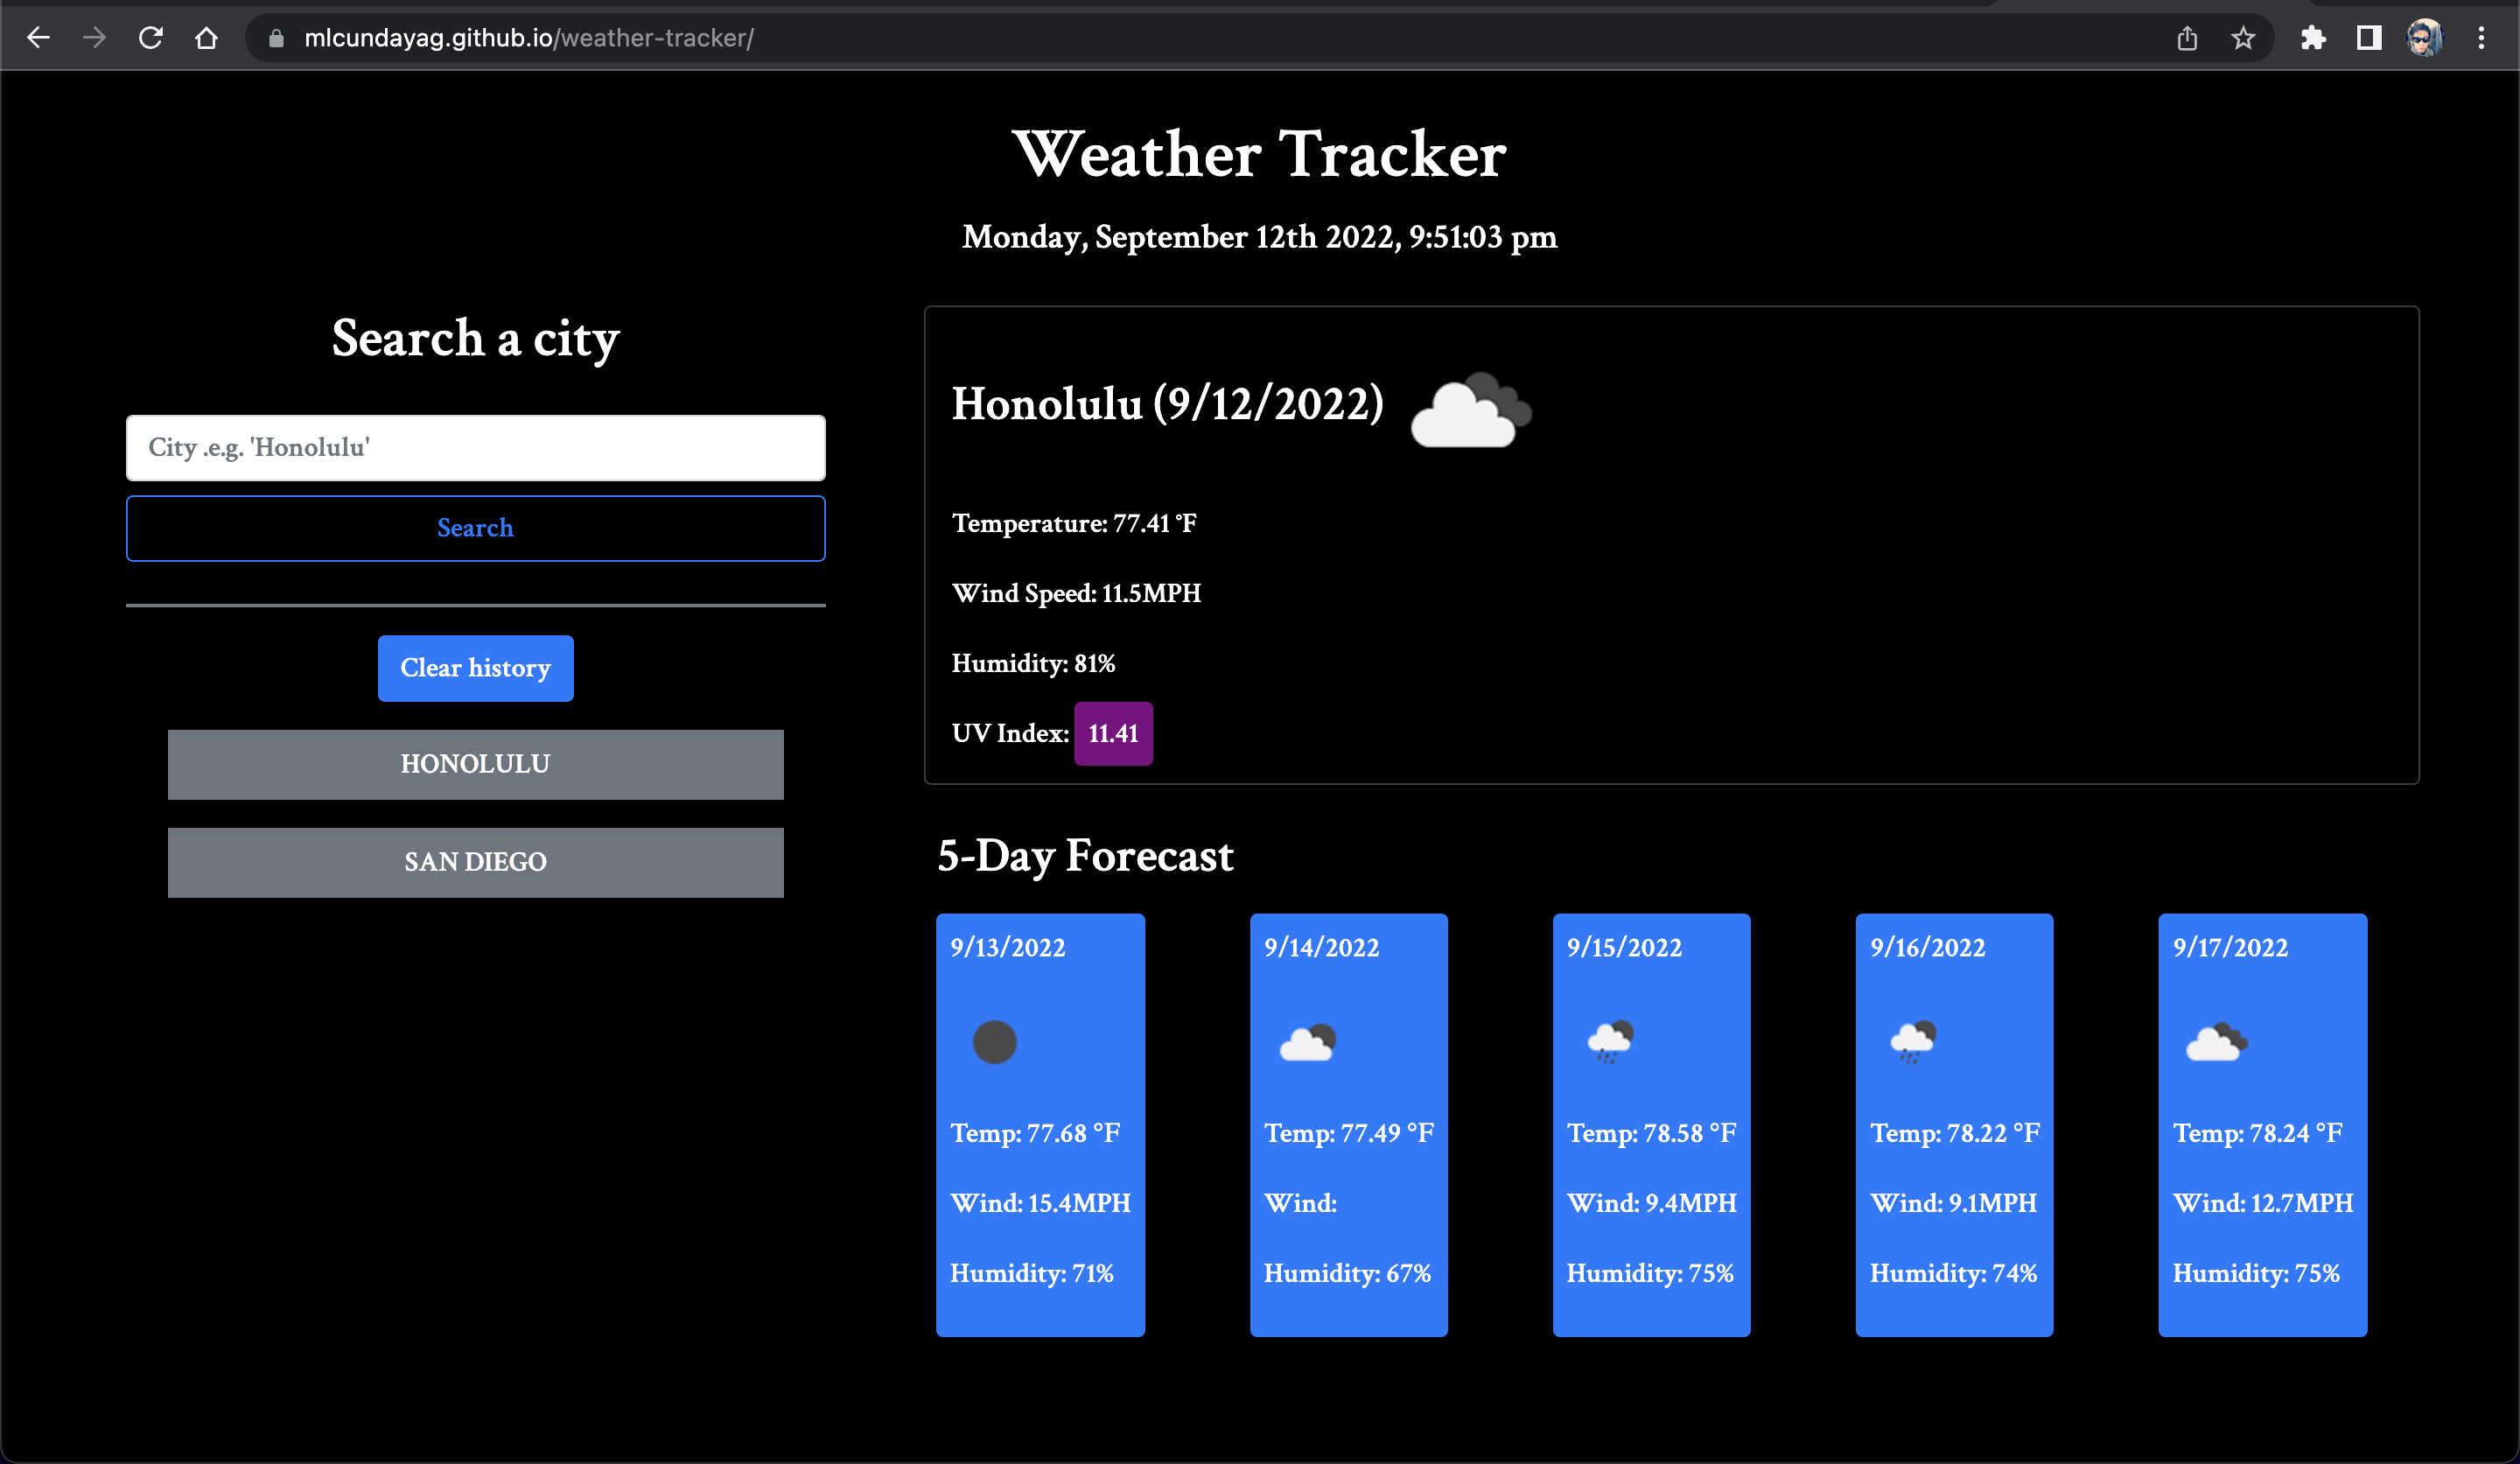 mlcundayag.github.io/weather-tracker/
Weather Tracker
Monday, September 12th 2022, 9:51:03 pm
Search a city
City .e.g. 'Honolulu'
Search
Clear history
HONOLULU
SAN DIEGO
Honolulu (9/12/2022)
Temperature: 77.41 °F
Wind Speed: 11.5MPH
Humidity: 81%
UV Index: 11.41
5-Day Forecast
9/13/2022
Temp: 77.68 °F
Wind: 15.4MPH
Humidity: 71%
9/14/2022
Temp: 77.49 °F
Wind:
Humidity: 67%
9/15/2022
Temp: 78.58 °F
Wind: 9.4MPH
Humidity: 75%
9/16/2022
Temp: 78.22 °F
Wind: 9.1MPH
Humidity: 74%
9/17/2022
Temp: 78.24 °F
Wind: 12.7MPH
Humidity: 75%